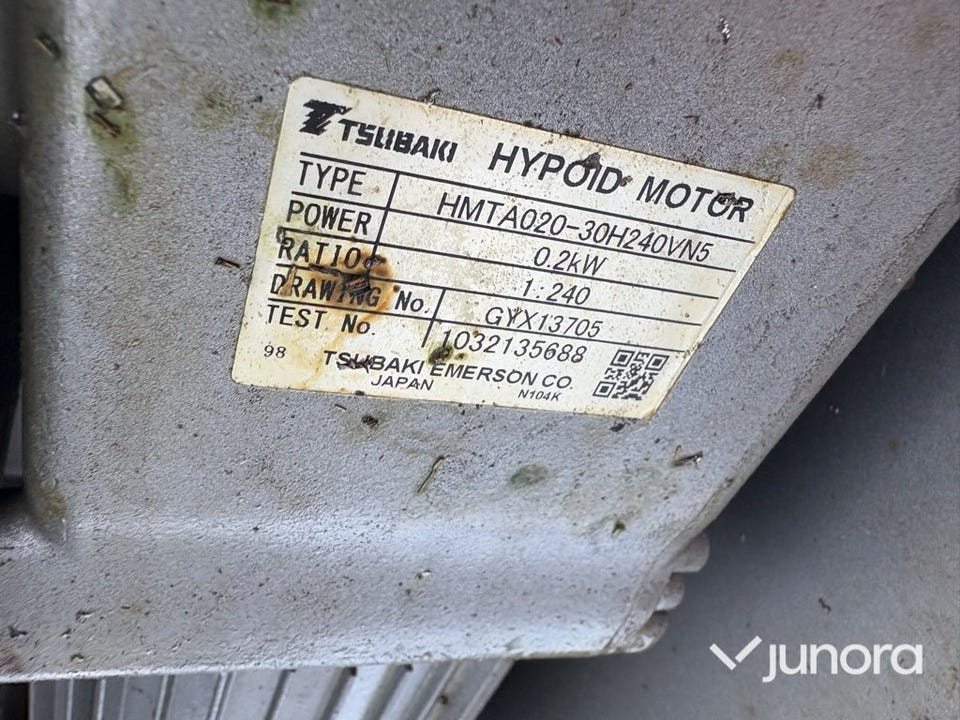 TSUBAKI HYPOID MOTOR
TYPE HMTA020-30H240VN5
POWER 0.2kW
RATIO 1:240
DRAWING No. GYX13705
TEST No. 1032135688
98 TSUBAKI EMERSON CO.
JAPAN N104K
junora